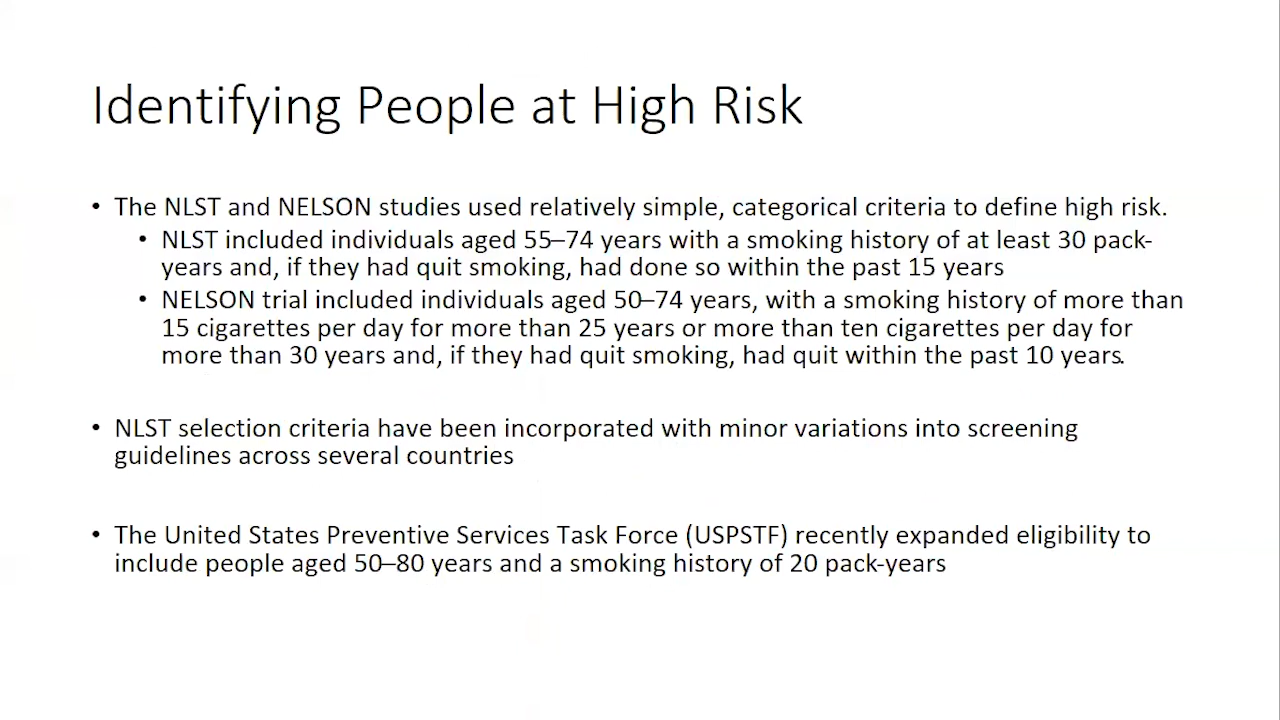 Identifying People at High Risk
• The NLST and NELSON studies used relatively simple, categorical criteria to define high risk.
• NLST included individuals aged 55–74 years with a smoking history of at least 30 pack-
years and, if they had quit smoking, had done so within the past 15 years
• NELSON trial included individuals aged 50–74 years, with a smoking history of more than
15 cigarettes per day for more than 25 years or more than ten cigarettes per day for
more than 30 years and, if they had quit smoking, had quit within the past 10 years.
• NLST selection criteria have been incorporated with minor variations into screening
guidelines across several countries
• The United States Preventive Services Task Force (USPSTF) recently expanded eligibility to
include people aged 50–80 years and a smoking history of 20 pack-years